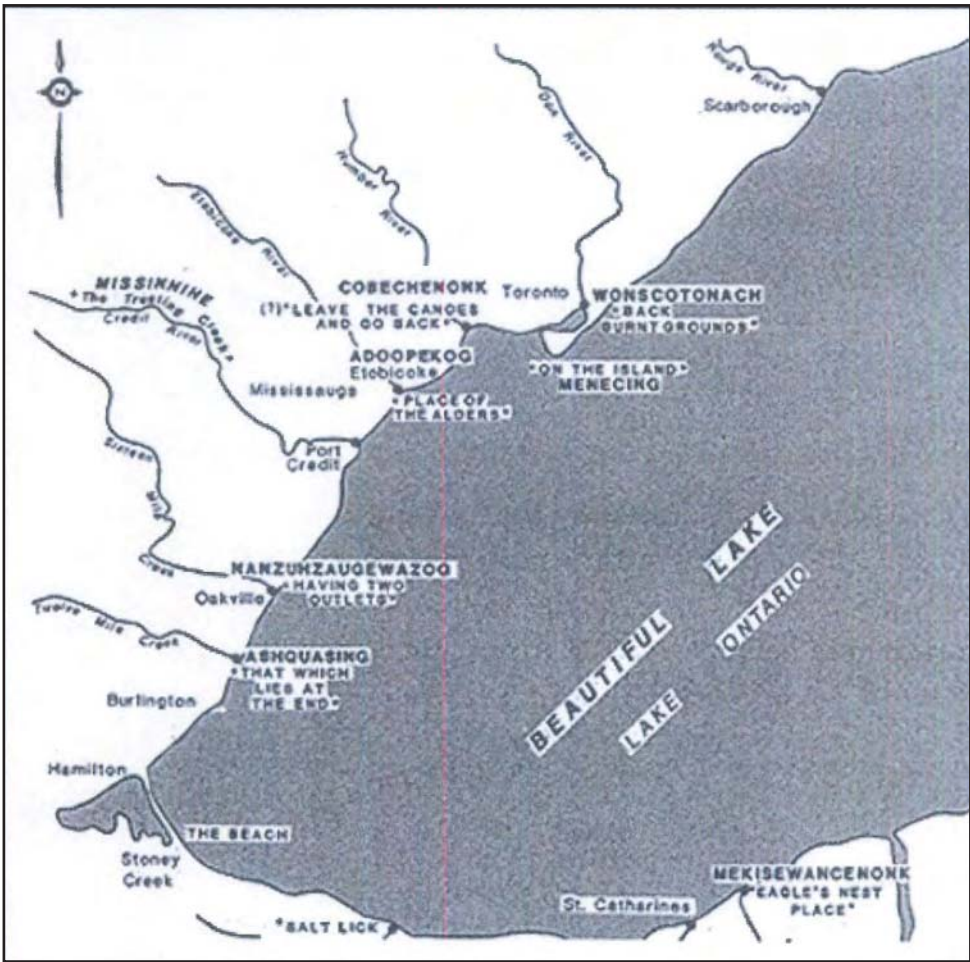 N
Rouge River
Scarborough
Don River
Humber River
Etobicoke River
MISSINNIHE
"The Trusting Creek"
Credit River
COBECHENONK
(?)"LEAVE THE CANOES
AND GO BACK"
Toronto
WONSCOTONACH
"BACK
BURNT GROUNDS"
ADOOPEKOG
Etobicoke
"ON THE ISLAND"
MENECING
Mississauga
"PLACE OF
THE ALDERS"
Port
Credit
Sixteen Mile Creek
NANZUHZAUGEWAZOG
"HAVING TWO
OUTLETS"
Oakville
Twelve Mile Creek
ASHQUASING
"THAT WHICH
LIES AT
THE END"
Burlington
BEAUTIFUL LAKE
LAKE ONTARIO
Hamilton
THE BEACH
Stoney
Creek
"SALT LICK
St. Catharines
MEKISEWANCENONK
"EAGLE'S NEST
PLACE"